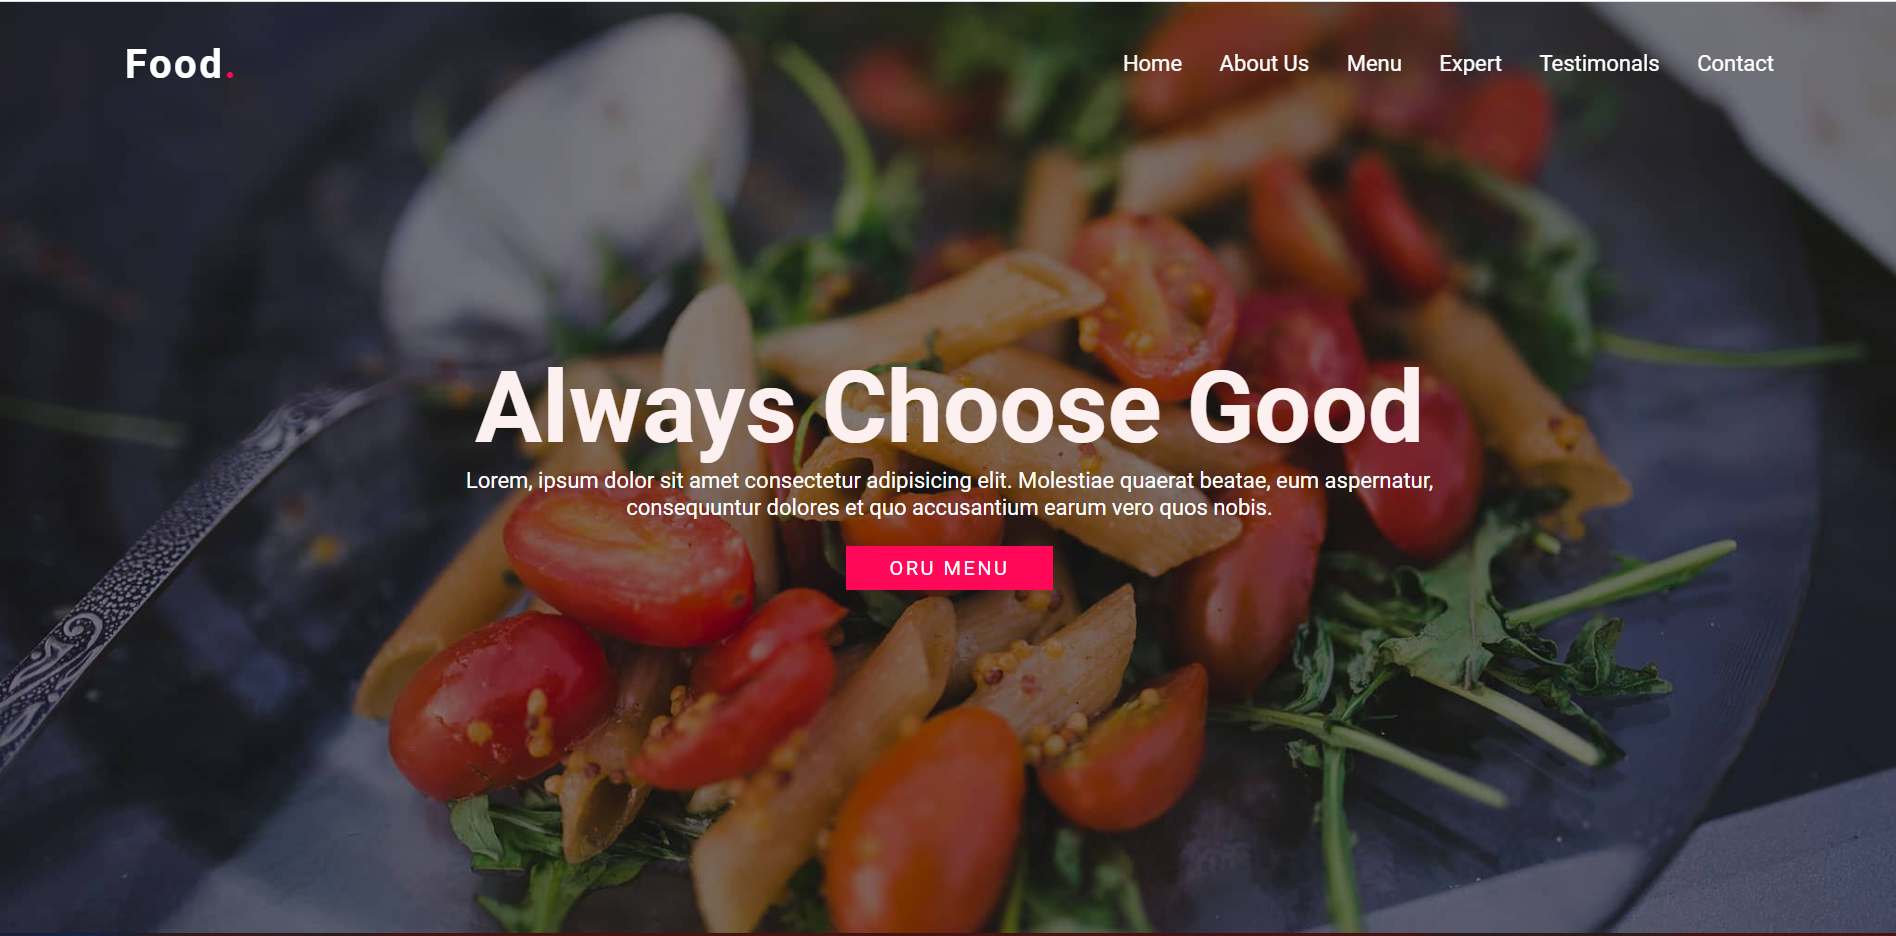 Food.
Home About Us Menu Expert Testimonals Contact
Always Choose Good
Lorem, ipsum dolor sit amet consectetur adipisicing elit. Molestiae quaerat beatae, eum aspernatur,
consequuntur dolores et quo accusantium earum vero quos nobis.
ORU MENU